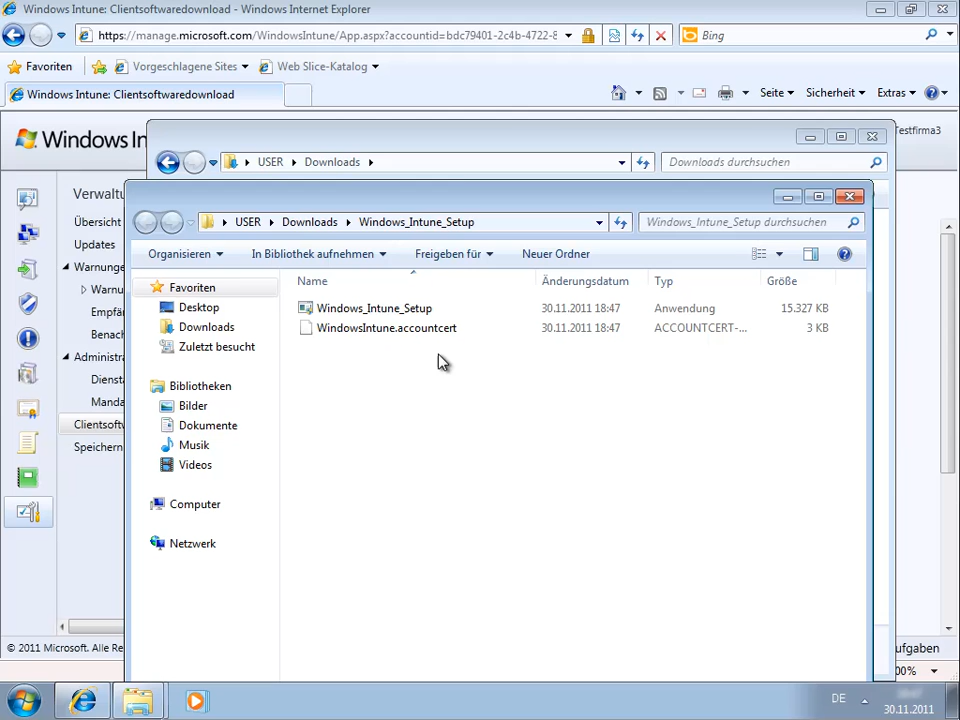 Windows Intune: Clientsoftwaredownload - Windows Internet Explorer
https://manage.microsoft.com/WindowsIntune/App.aspx?accountid=bdc79401-2c4b-4722-8
Bing
Favoriten
Vorgeschlagene Sites
Web Slice-Katalog
Windows Intune: Clientsoftwaredownload
Seite
Sicherheit
Extras
Windows In
Testfirma3
USER
Downloads
Downloads durchsuchen
Verwaltu
Übersicht
Updates
Warnunge
Warnu
Empfä
Benach
Administra
Dienst
Manda
Clientsoftw
Speichern
USER
Downloads
Windows_Intune_Setup
Windows_Intune_Setup durchsuchen
Organisieren
In Bibliothek aufnehmen
Freigeben für
Neuer Ordner
Favoriten
Desktop
Downloads
Zuletzt besucht
Bibliotheken
Bilder
Dokumente
Musik
Videos
Computer
Netzwerk
Name
Änderungsdatum
Typ
Größe
Windows_Intune_Setup
30.11.2011 18:47
Anwendung
15.327 KB
WindowsIntune.accountcert
30.11.2011 18:47
ACCOUNTCERT-...
3 KB
© 2011 Microsoft. Alle Re
ufgaben
00%
DE
30.11.2011